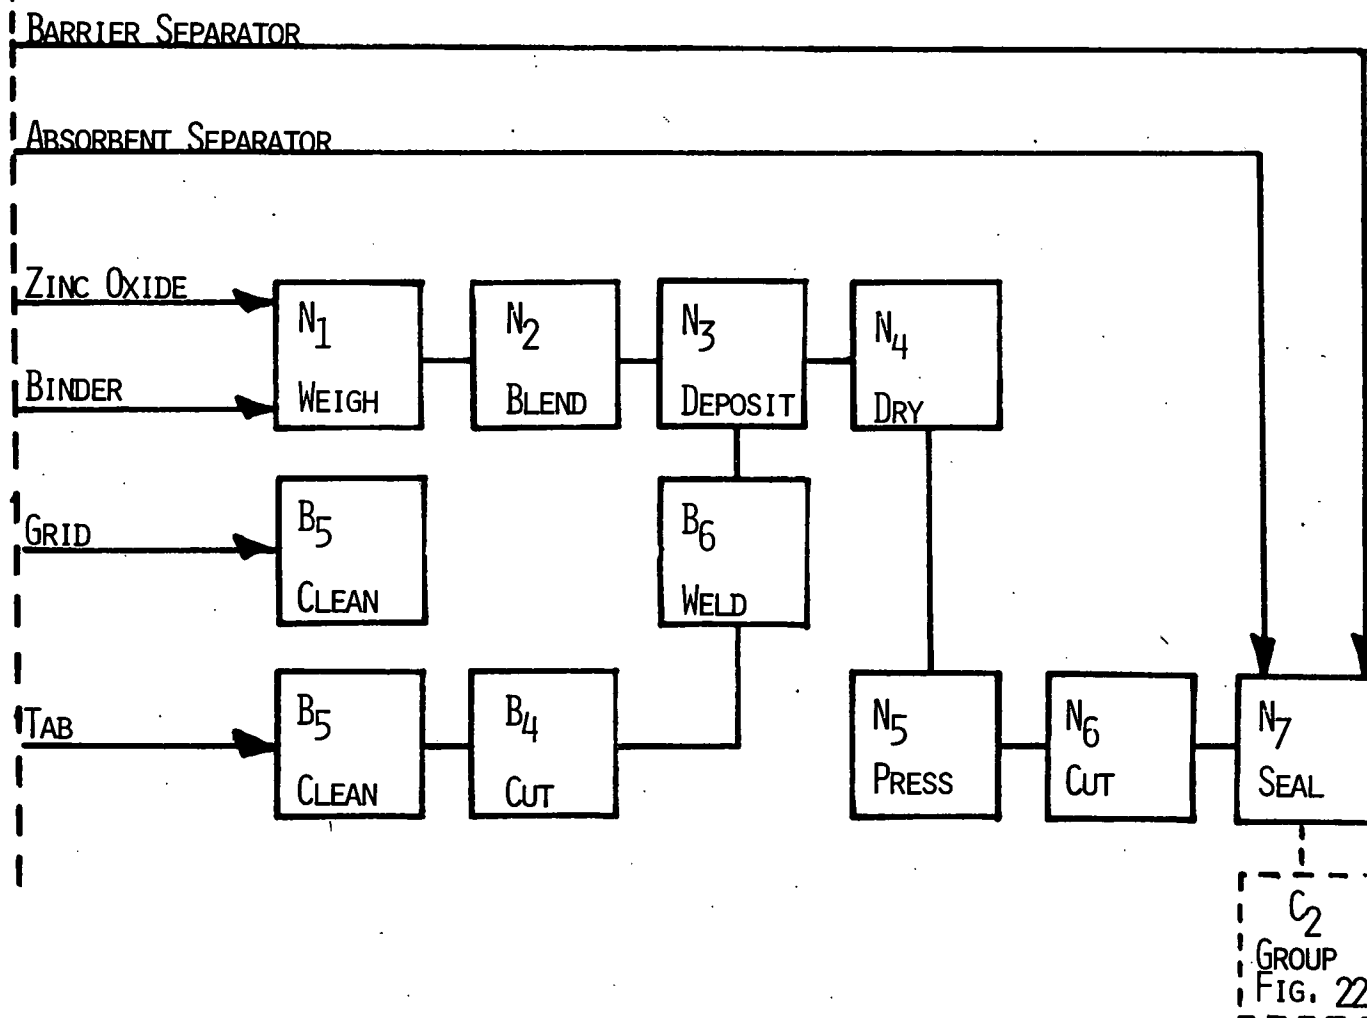 BARRIER SEPARATOR
ABSORBENT SEPARATOR
ZINC OXIDE
BINDER
N1
WEIGH
N2
BLEND
N3
DEPOSIT
N4
DRY
GRID
B5
CLEAN
B6
WELD
TAB
B5
CLEAN
B4
CUT
N5
PRESS
N6
CUT
N7
SEAL
C2
GROUP
FIG. 22